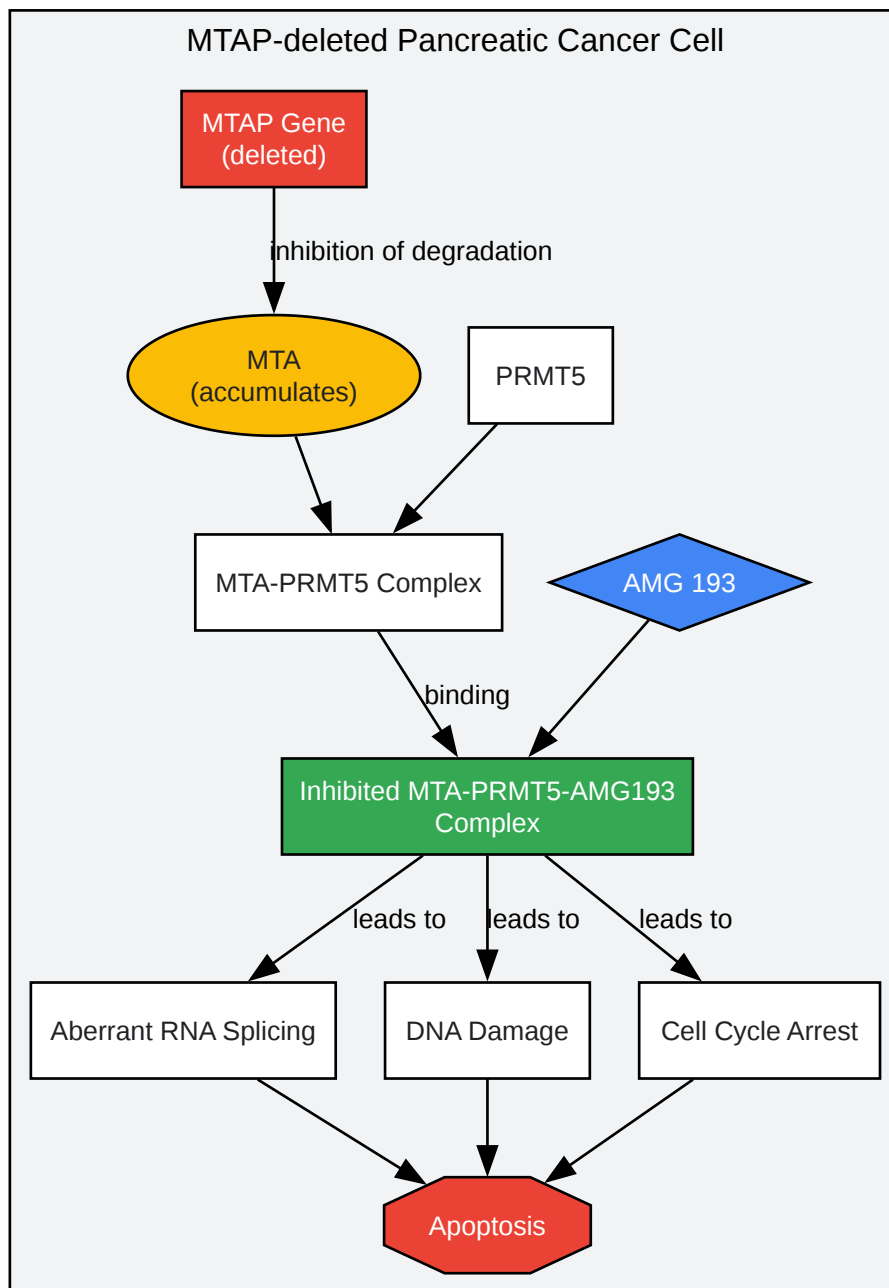 MTAP-deleted Pancreatic Cancer Cell
MTAP Gene
(deleted)
inhibition of degradation
MTA
(accumulates)
PRMT5
MTA-PRMT5 Complex
AMG 193
binding
Inhibited MTA-PRMT5-AMG193
Complex
leads to
leads to
leads to
Aberrant RNA Splicing
DNA Damage
Cell Cycle Arrest
Apoptosis